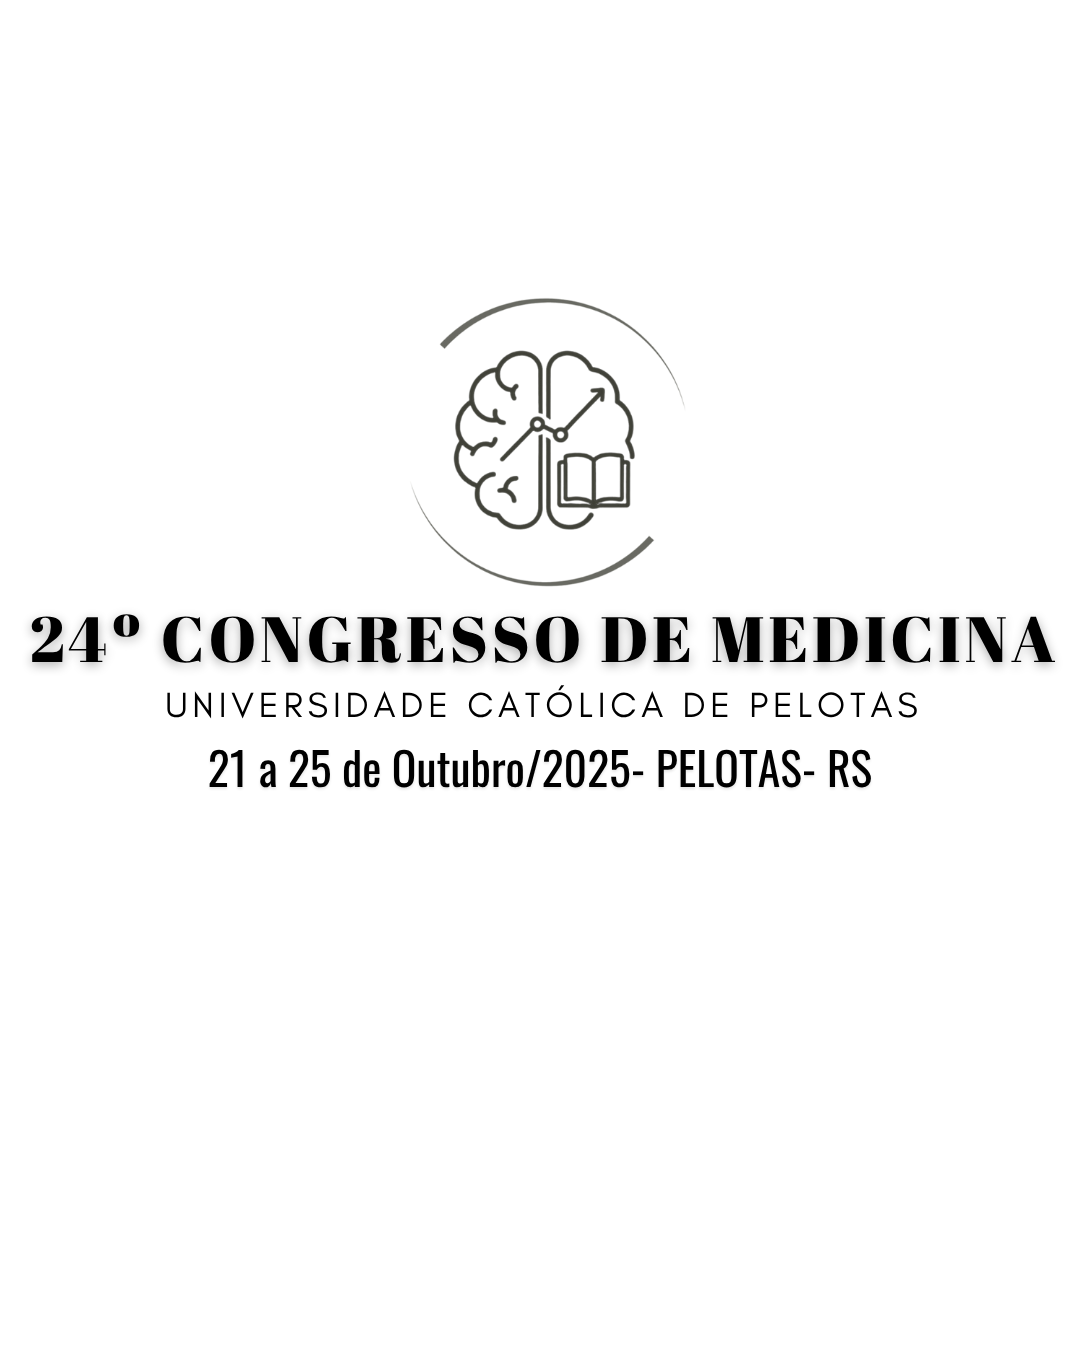 24º CONGRESSO DE MEDICINA
UNIVERSIDADE CATÓLICA DE PELOTAS
21 a 25 de Outubro/2025- PELOTAS- RS